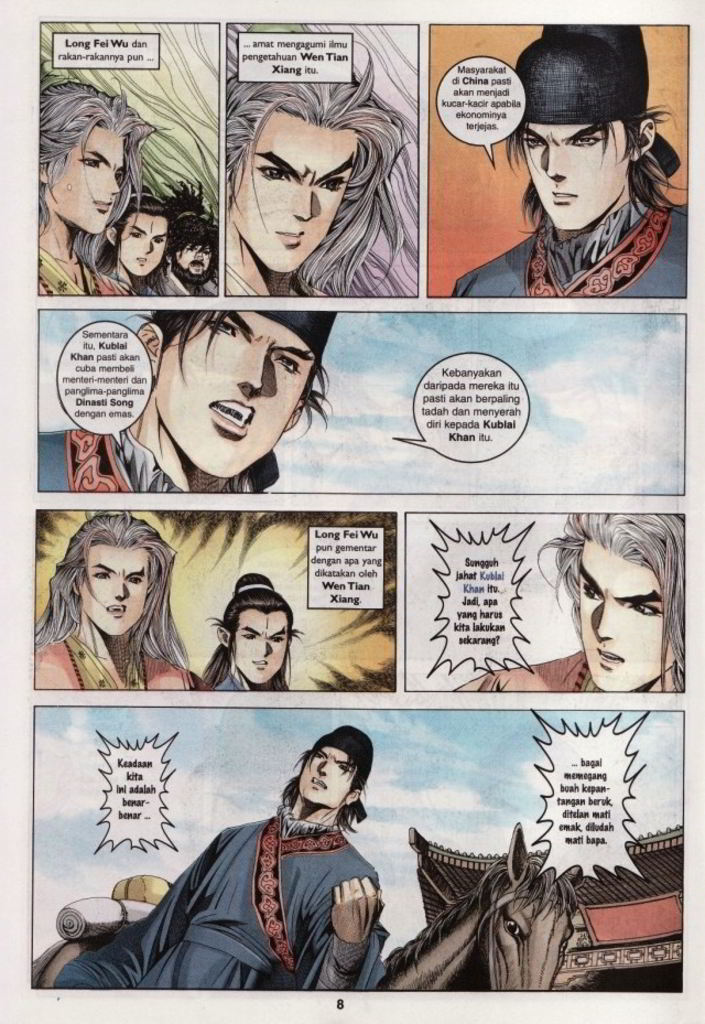 Long Fei Wu dan
rakan-rakannya pun ...
... amat mengagumi ilmu
pengetahuan Wen Tian
Xiang itu.
Masyarakat
di China pasti
akan menjadi
kucar-kacir apabila
ekonominya
terjejas.
Sementara
itu, Kublai
Khan pasti akan
cuba membeli
menteri-menteri dan
panglima-panglima
Dinasti Song
dengan emas.
Kebanyakan
daripada mereka itu
pasti akan berpaling
tadah dan menyerah
diri kepada Kublai
Khan itu.
Long Fei Wu
pun gementar
dengan apa yang
dikatakan oleh
Wen Tian
Xiang.
Sungguh
jahat Kublai
Khan itu.
Jadi, apa
yang harus
kita lakukan
sekarang?
Keadaan
kita
ini adalah
benar-
benar ...
... bagai
memegang
buah kepan-
tangan beruk,
ditelan mati
emak, diludah
mati bapa.
8